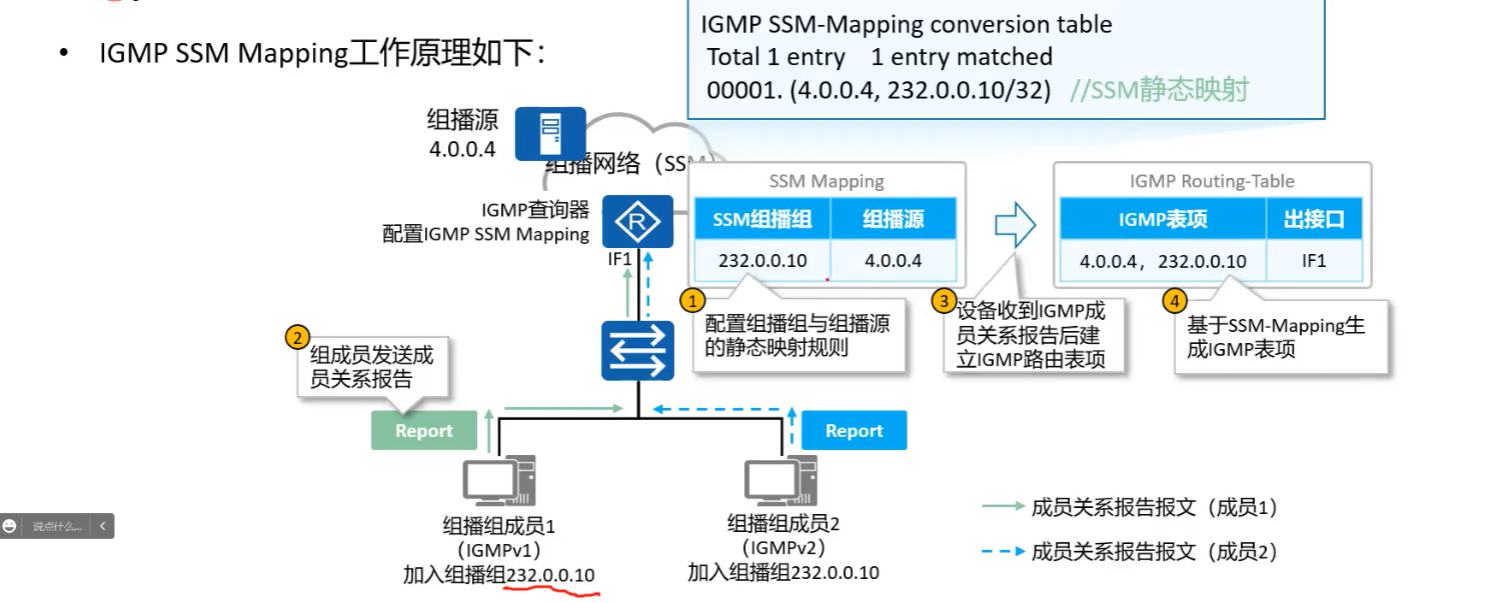 • IGMP SSM Mapping工作原理如下：
IGMP SSM-Mapping conversion table
Total 1 entry 1 entry matched
00001. (4.0.0.4, 232.0.0.10/32) //SSM静态映射
组播源
4.0.0.4
组播网络（SSM）
IGMP查询器
配置IGMP SSM Mapping
IF1
SSM Mapping
SSM组播组 组播源
232.0.0.10 4.0.0.4
IGMP Routing-Table
IGMP表项 出接口
4.0.0.4，232.0.0.10 IF1
1
配置组播组与组播源
的静态映射规则
3
设备收到IGMP成
员关系报告后建
立IGMP路由表项
4
基于SSM-Mapping生
成IGMP表项
2
组成员发送成
员关系报告
Report
Report
R
组播组成员1
（IGMPv1）
加入组播组232.0.0.10
组播组成员2
（IGMPv2）
加入组播组232.0.0.10
成员关系报告报文（成员1）
成员关系报告报文（成员2）
说点什么...